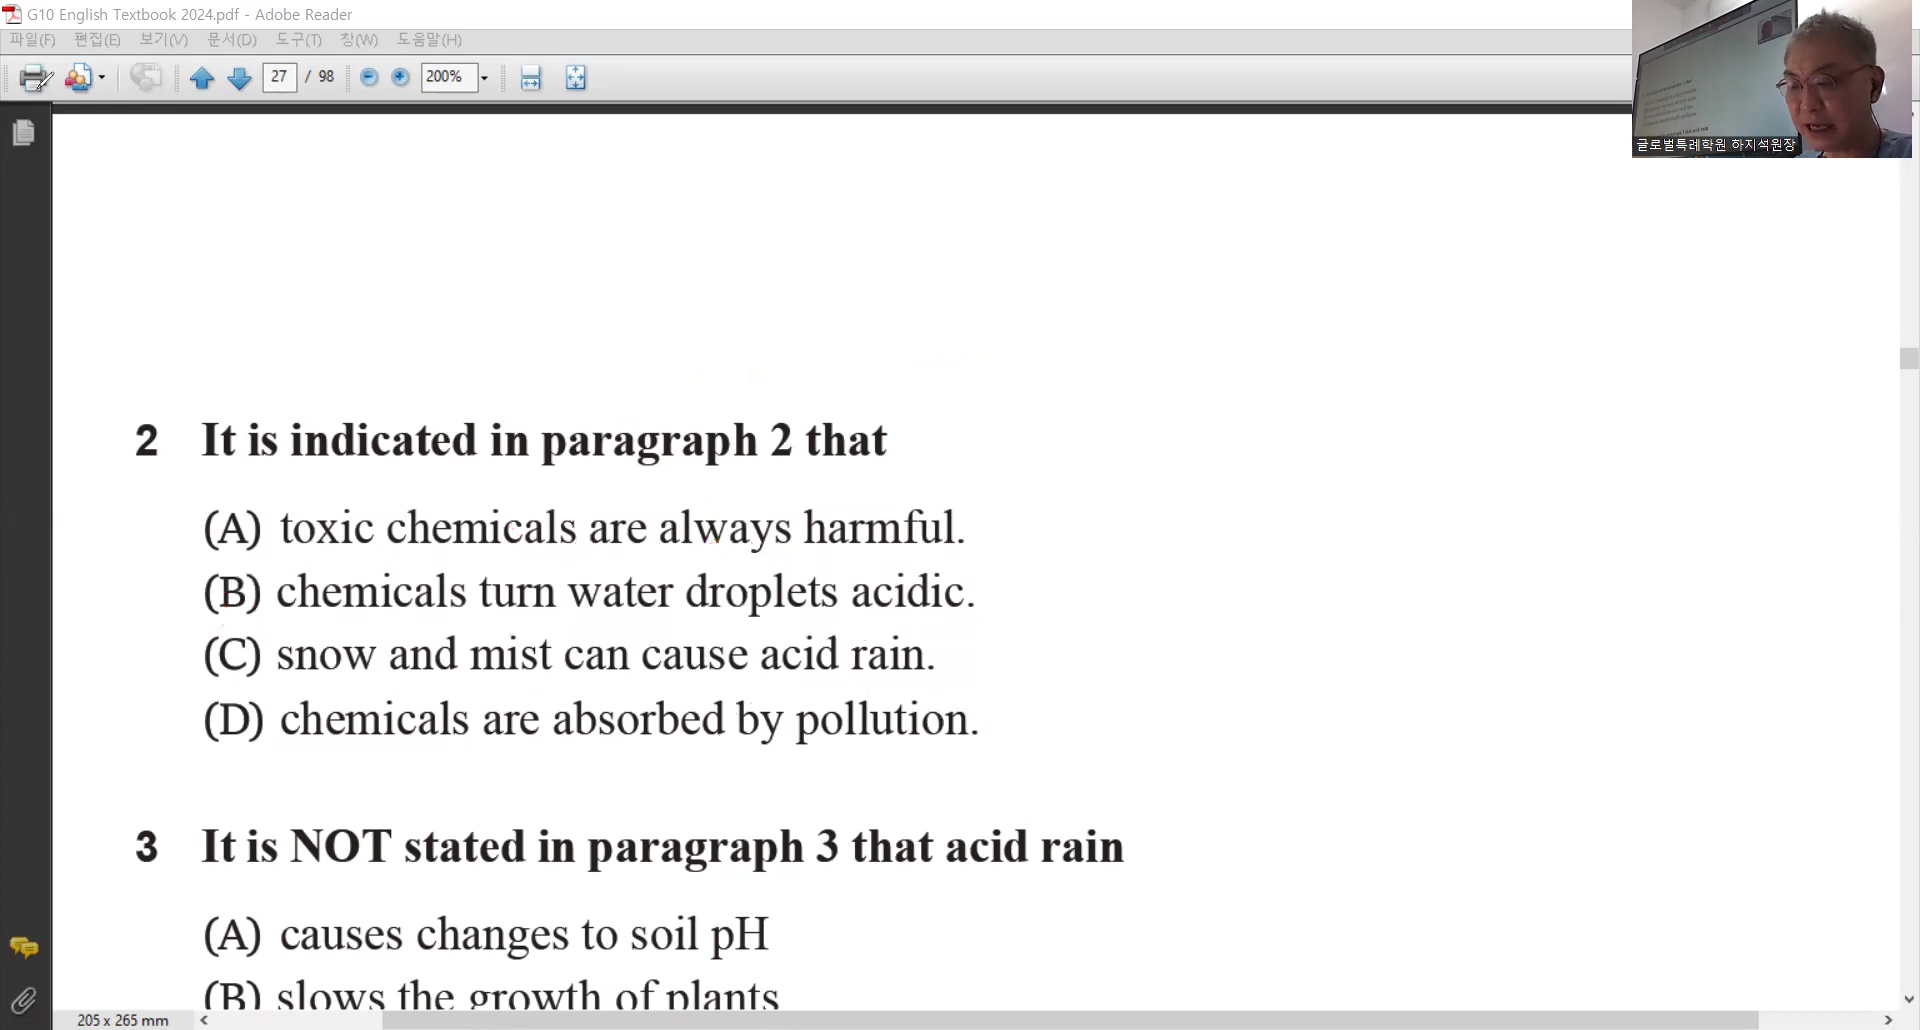 G10 English Textbook 2024.pdf - Adobe Reader
파일(F) 편집(E) 보기(V) 문서(D) 도구(T) 창(W) 도움말(H)
27 / 98 200%
글로벌특례학원 하지석원장
2 It is indicated in paragraph 2 that
(A) toxic chemicals are always harmful.
(B) chemicals turn water droplets acidic.
(C) snow and mist can cause acid rain.
(D) chemicals are absorbed by pollution.
3 It is NOT stated in paragraph 3 that acid rain
(A) causes changes to soil pH
(B) slows the growth of plants
205 x 265 mm